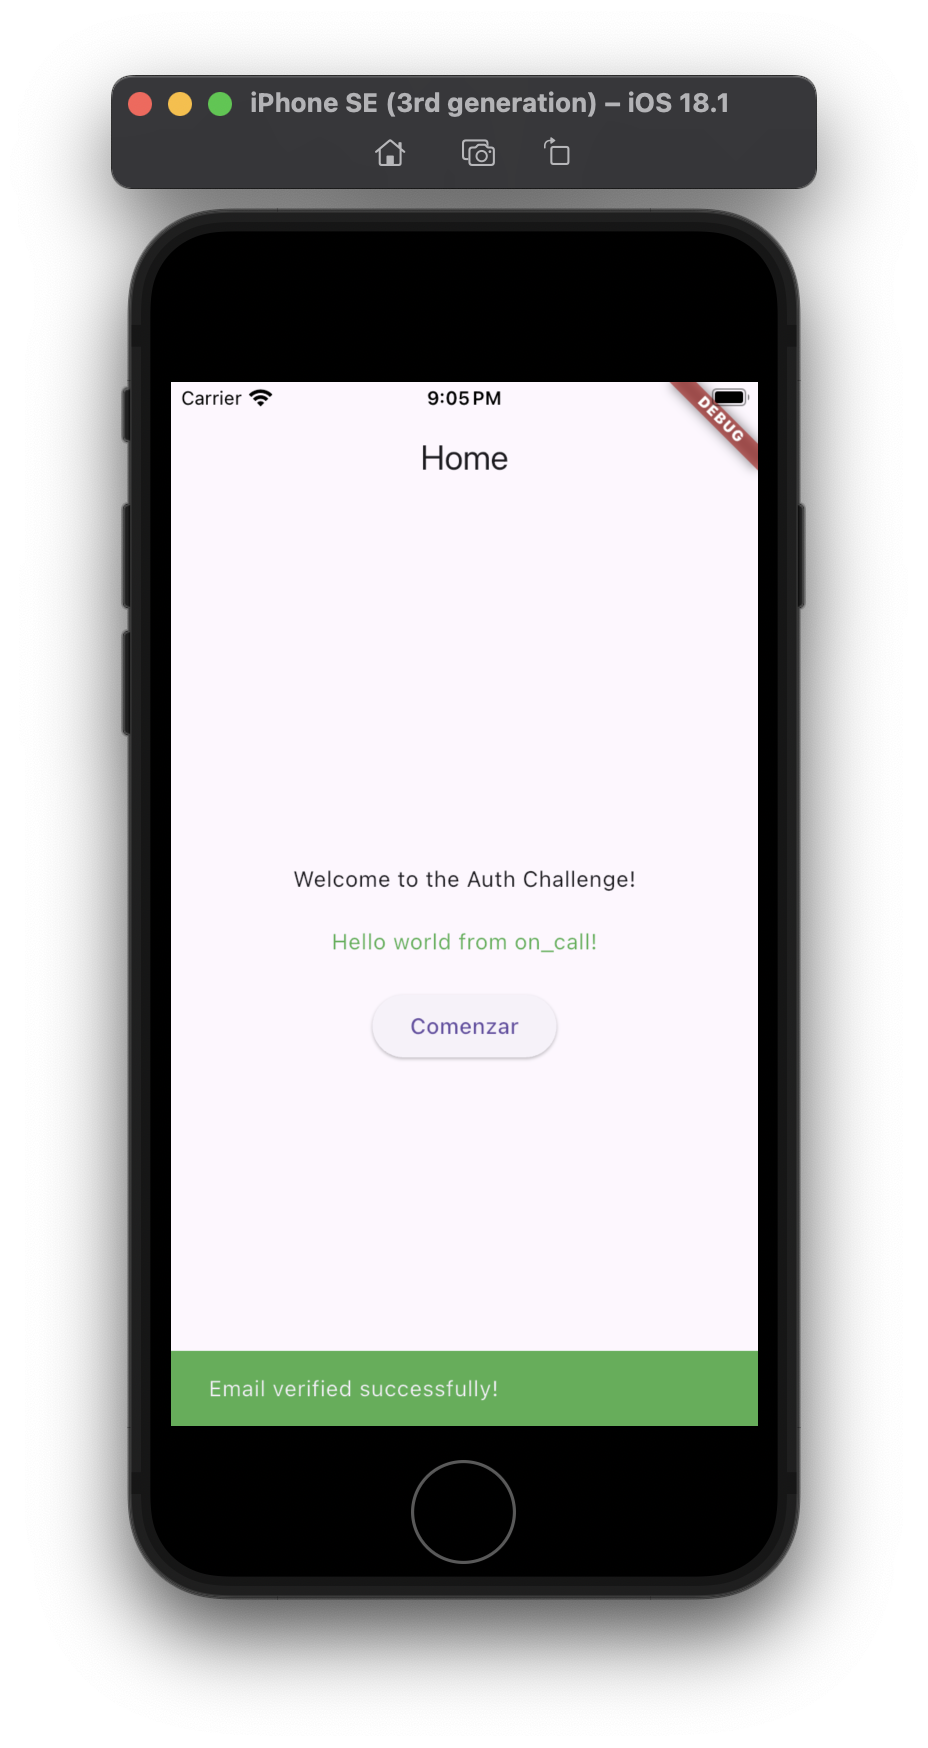 iPhone SE (3rd generation) – iOS 18.1
Carrier 9:05 PM
DEBUG
Home
Welcome to the Auth Challenge!
Hello world from on_call!
Comenzar
Email verified successfully!